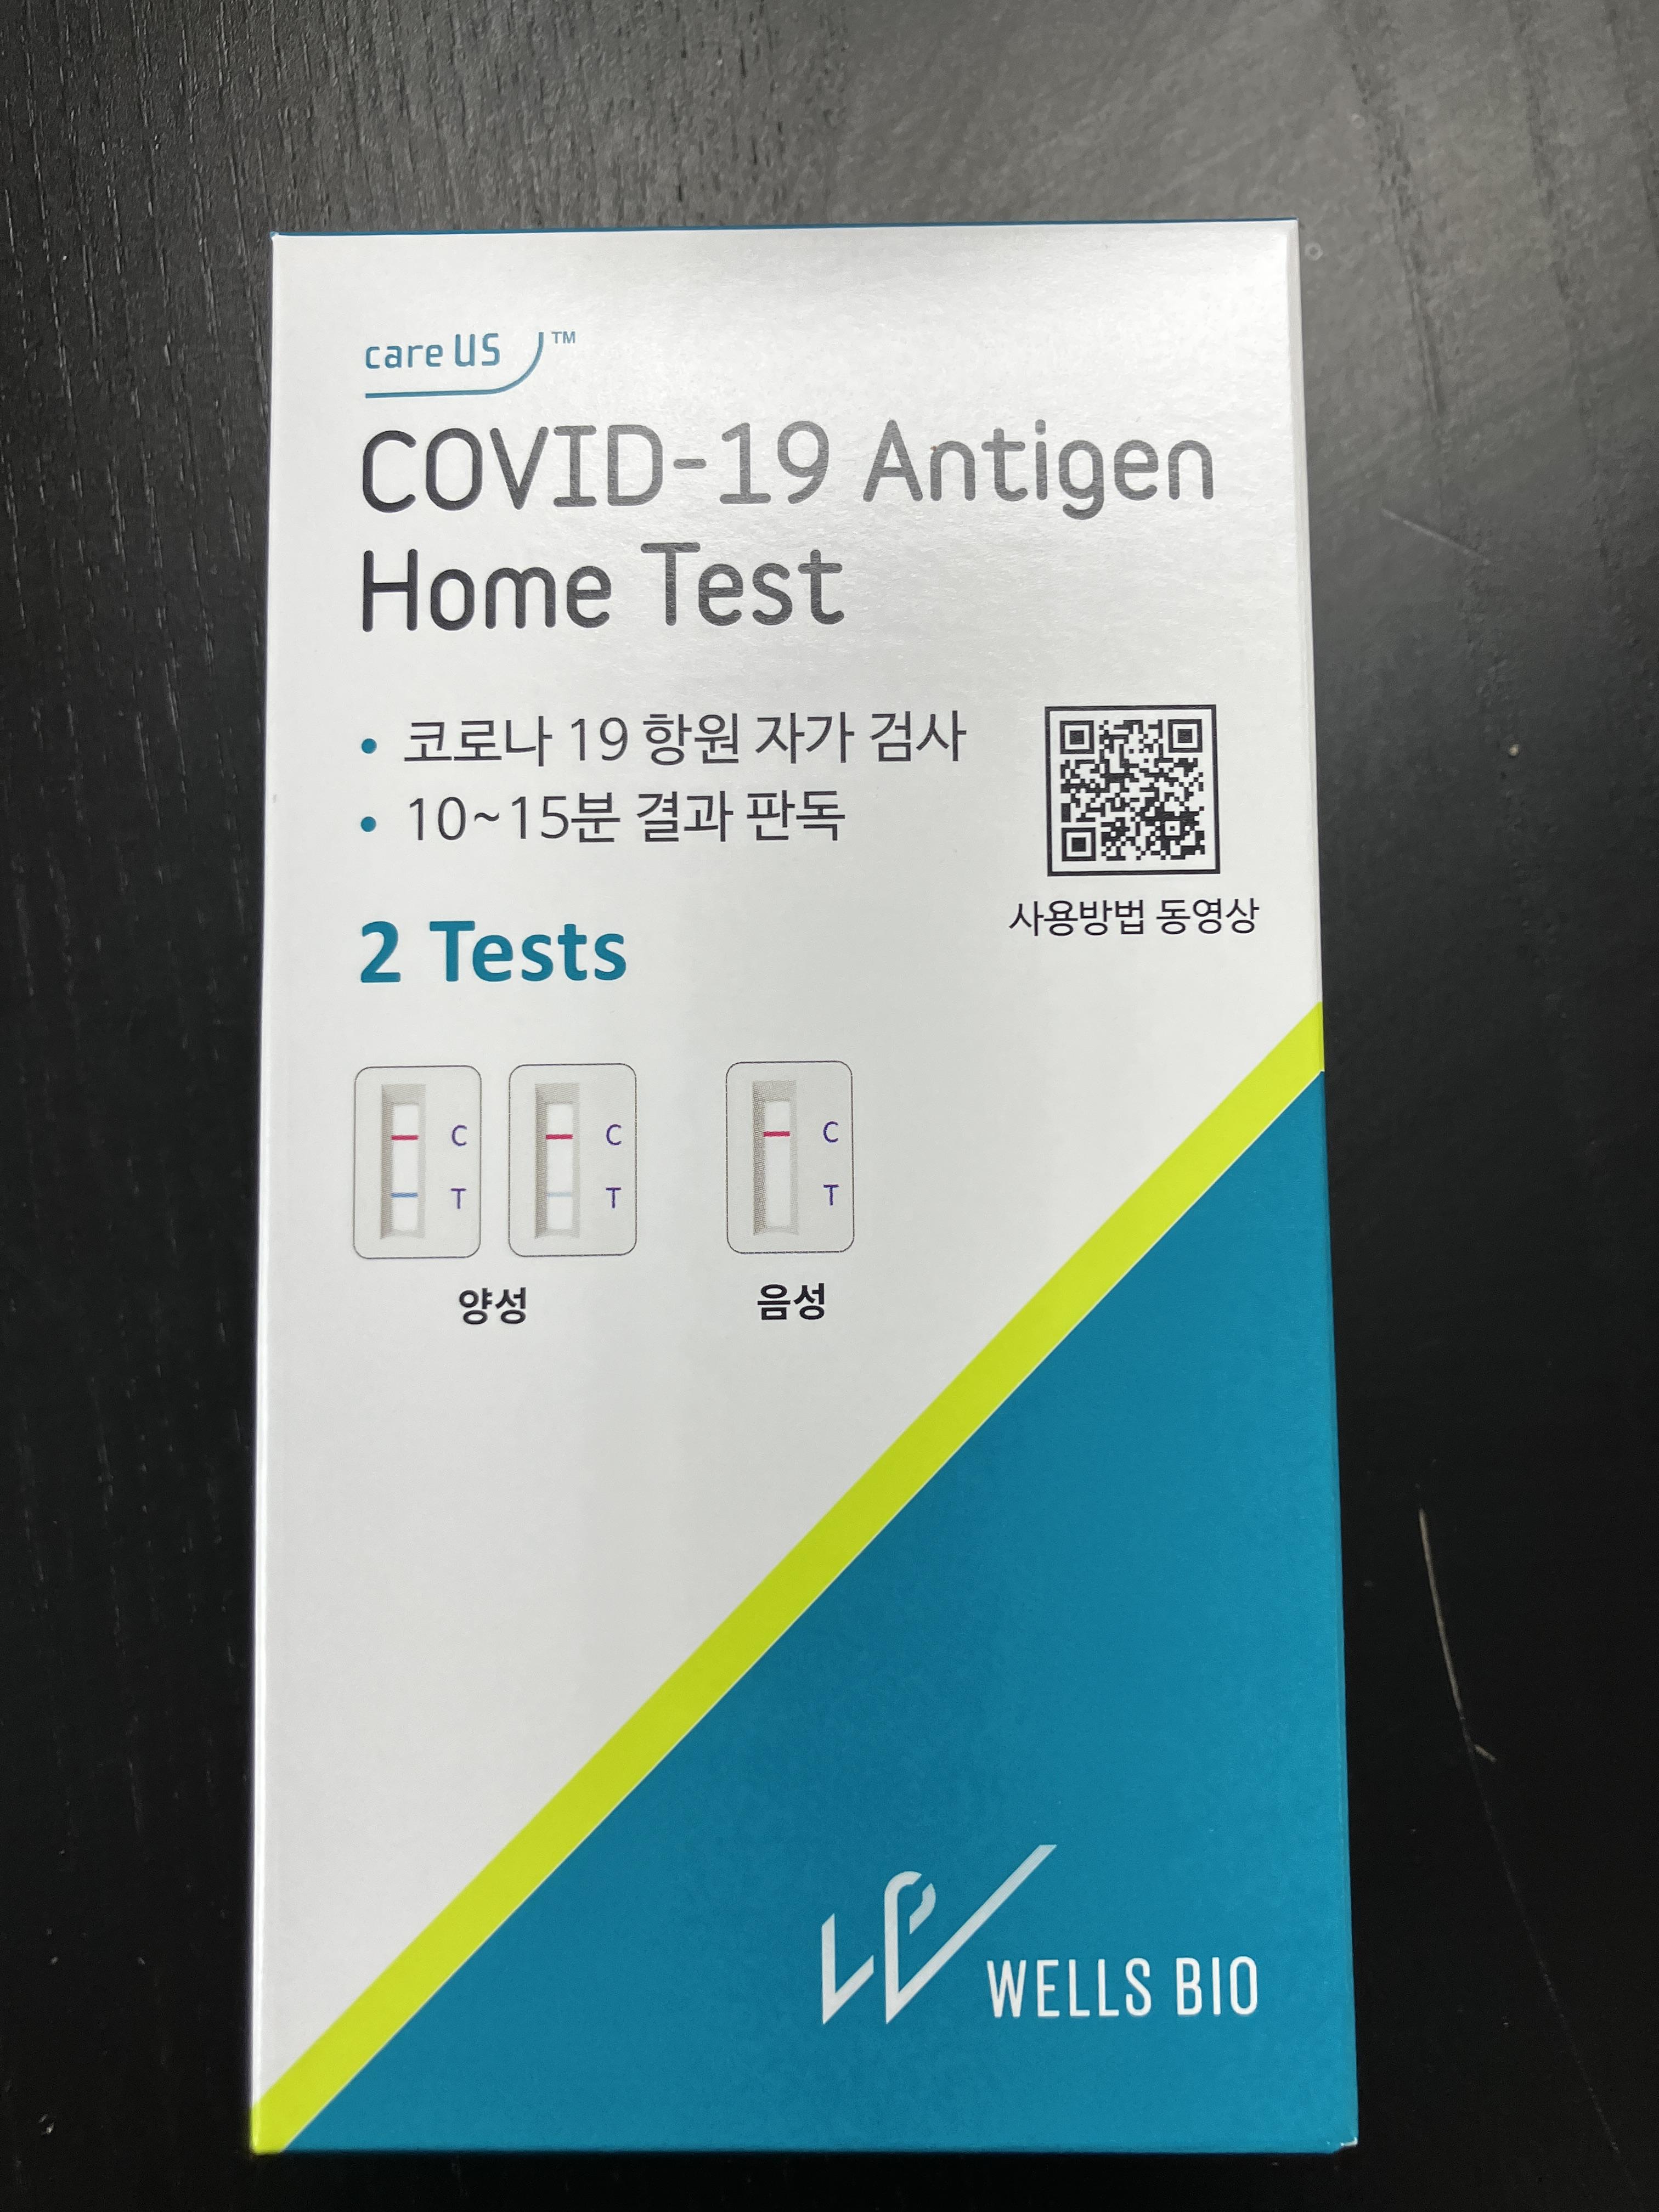 care US TM
COVID-19 Antigen
Home Test
• 코로나 19 항원 자가 검사
• 10~15분 결과 판독
사용방법 동영상
2 Tests
C C C
T T T
양성 음성
WELLS BIO